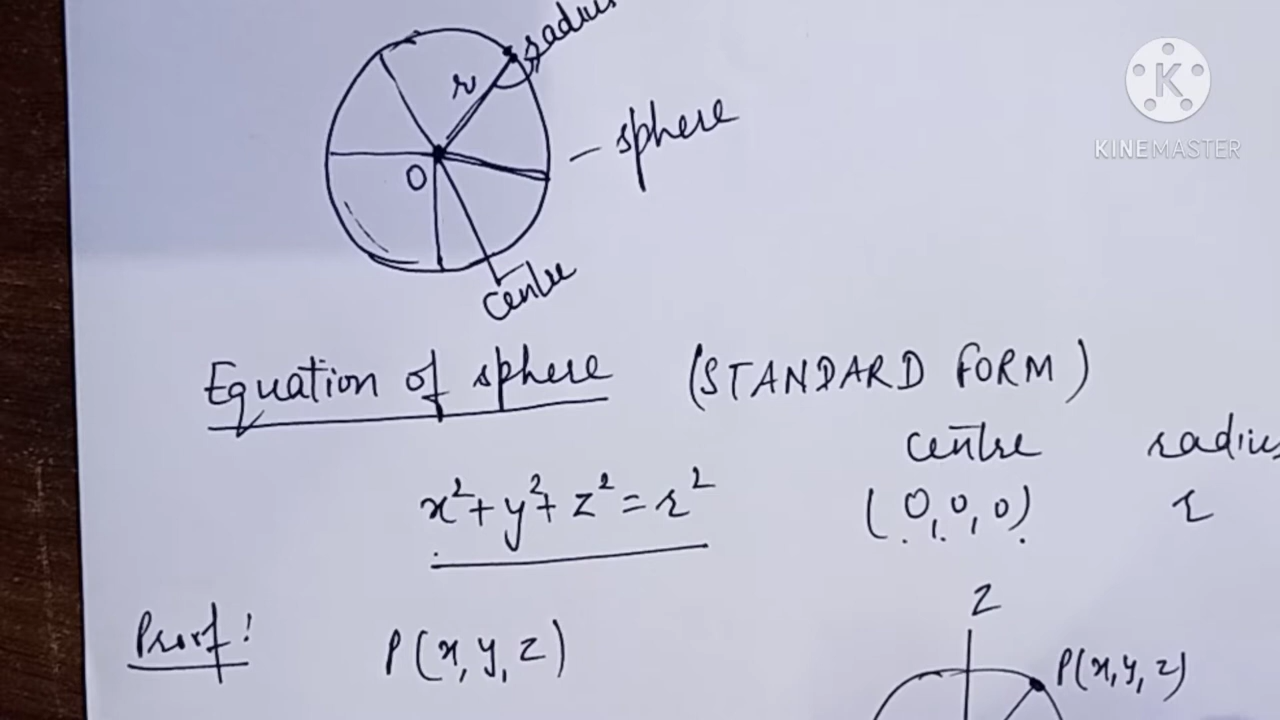 radius
r
O
– sphere
centre
Equation of sphere (STANDARD FORM)
centre radius
x²+y²+z²=r² (0,0,0) r
Proof: P(x,y,z)
Z
P(x,y,z)
K
KINEMASTER